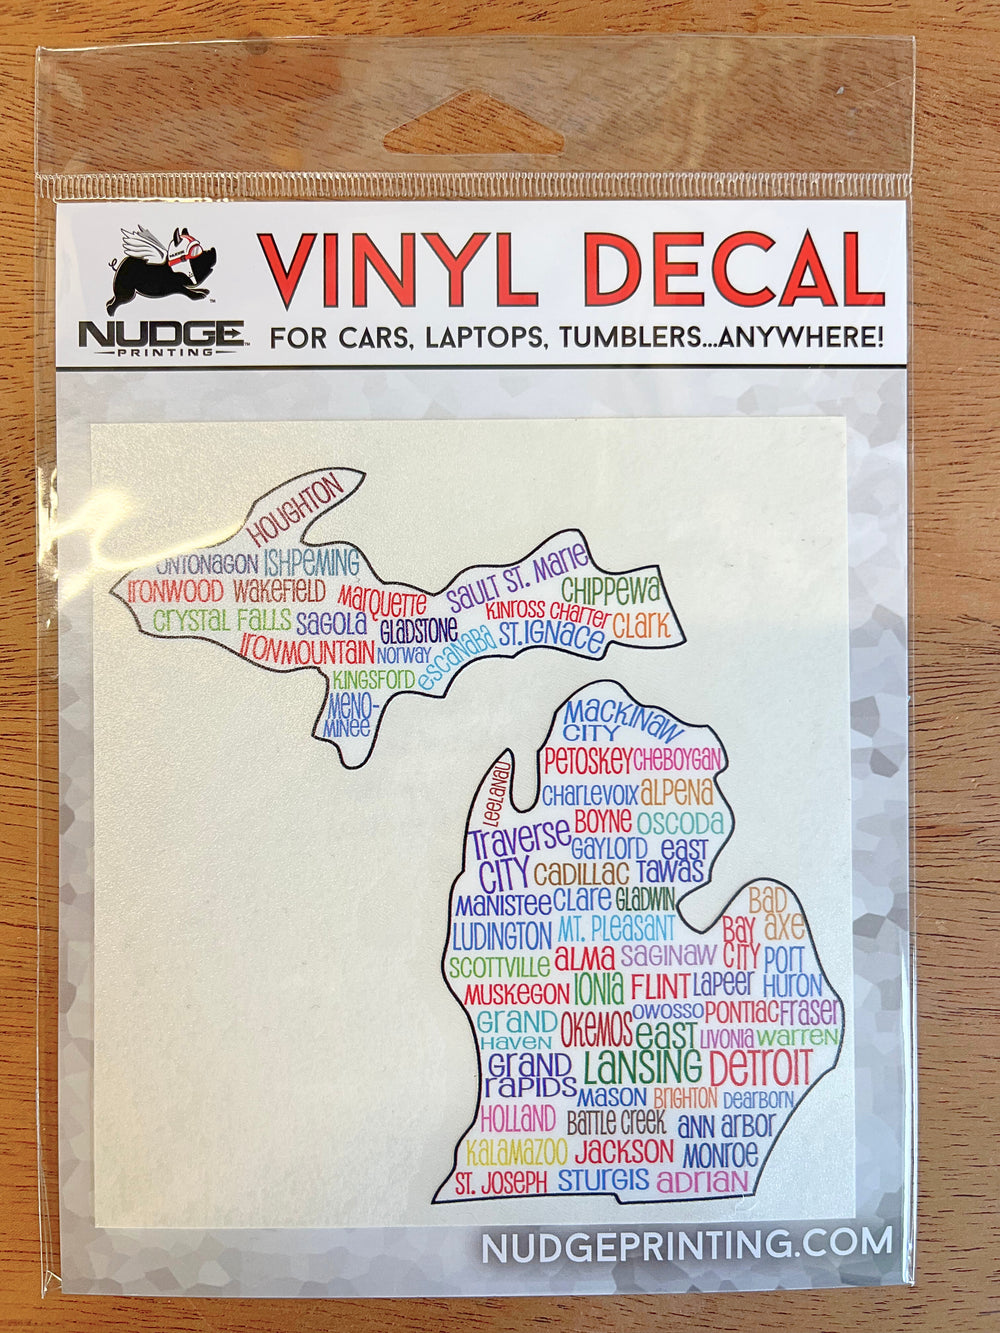 VINYL DECAL
FOR CARS, LAPTOPS, TUMBLERS...ANYWHERE!
NUDGE™
PRINTING
HOUGHTON
ONTONAGON ISHPEMING
IRONWOOD WAKEFIELD MARQUETTE SAULT ST. MARIE CHIPPEWA
CRYSTAL FALLS SAGOLA GLADSTONE KINROSS CHARTER
IRONMOUNTAIN NORWAY ESCANABA ST.IGNACE CLARK
KINGSFORD
MENO-
MINEE
MACKINAW
CITY
LEELANAU PETOSKEY CHEBOYGAN
CHARLEVOIX ALPENA
TRAVERSE BOYNE OSCODA
CITY GAYLORD EAST
CADILLAC TAWAS
MANISTEE CLARE GLADWIN BAD
AXE
LUDINGTON MT. PLEASANT BAY
CITY
SCOTTVILLE ALMA SAGINAW PORT
HURON
MUSKEGON IONIA FLINT LAPEER
GRAND
HAVEN OKEMOS OWOSSO PONTIAC FRASER
EAST
LANSING LIVONIA WARREN
GRAND
RAPIDS DETROIT
MASON BRIGHTON DEARBORN
HOLLAND BATTLE CREEK ANN ARBOR
KALAMAZOO JACKSON MONROE
ST. JOSEPH STURGIS ADRIAN
NUDGEPRINTING.COM